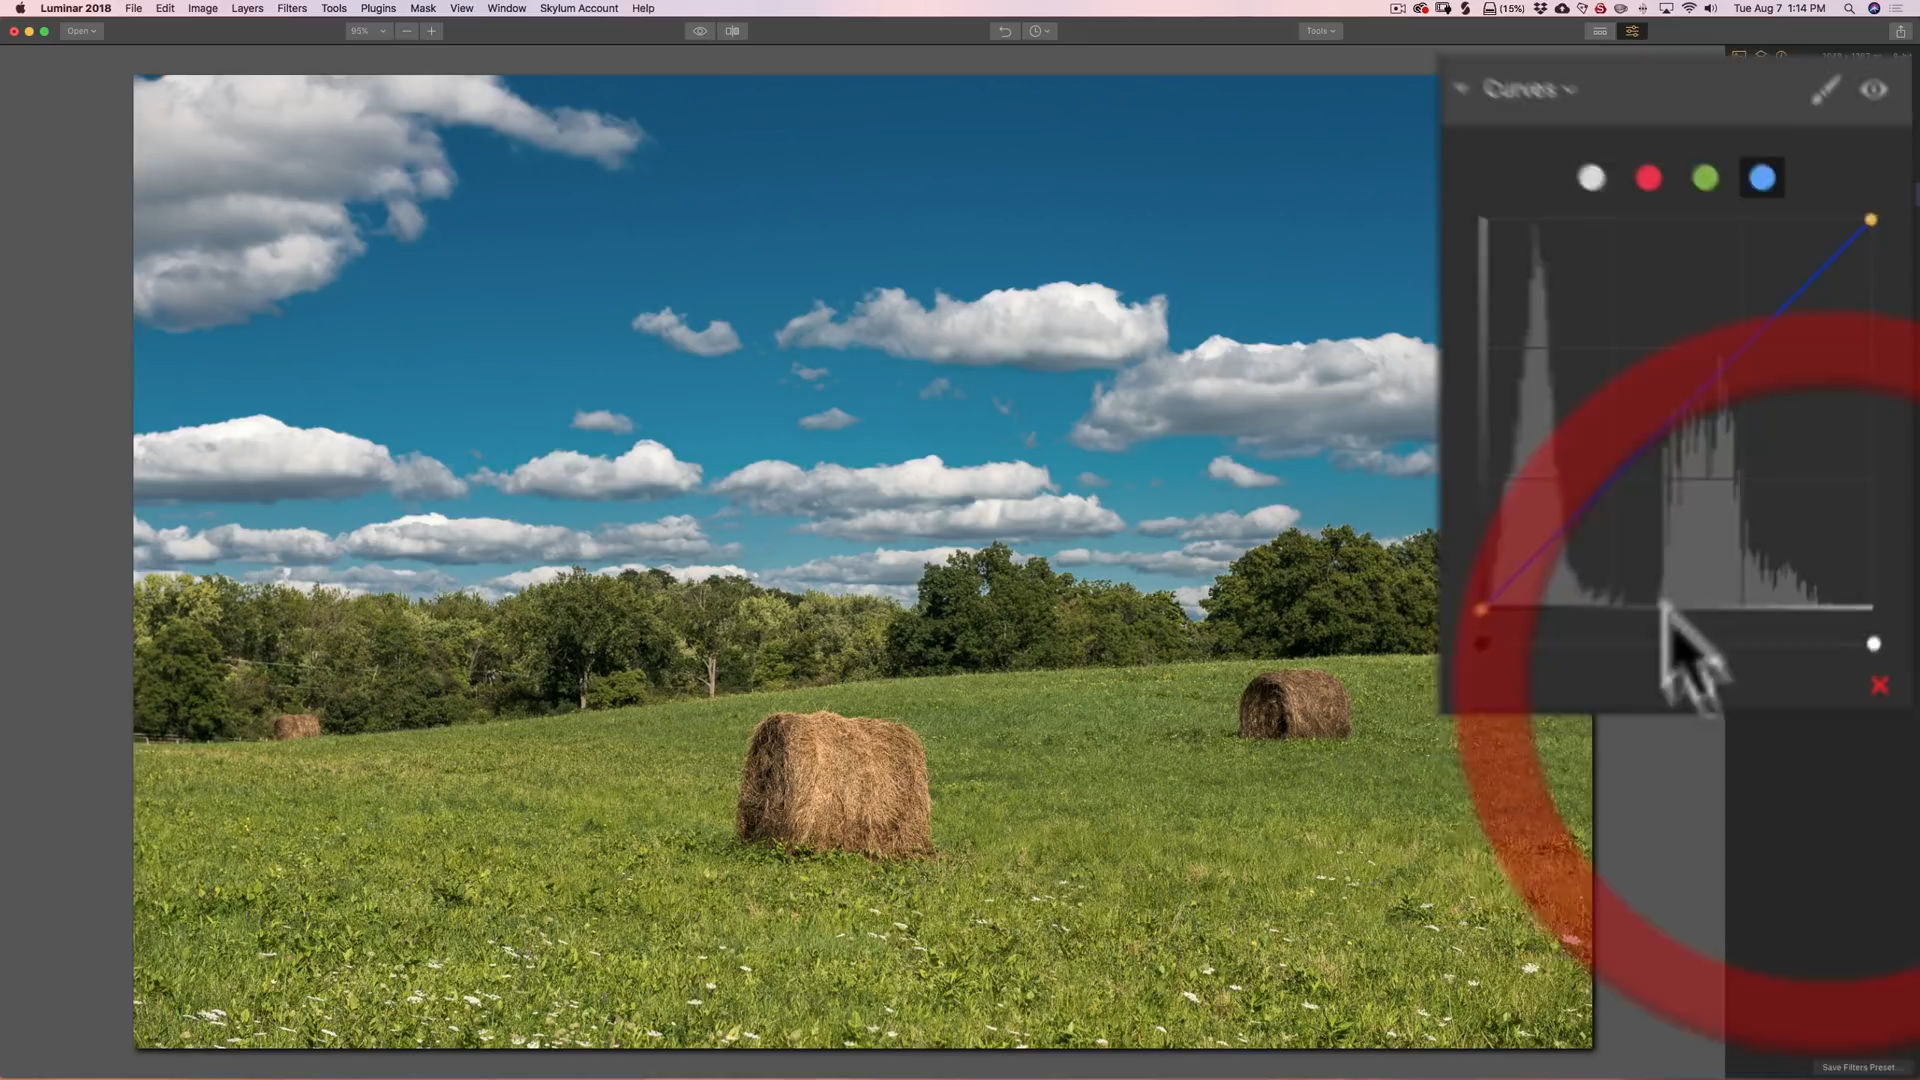 Luminar 2018 File Edit Image Layers Filters Tools Plugins Mask View Window Skylum Account Help (15%) Tue Aug 7 1:14 PM
Open 95% Tools
Curves
Save Filters Preset...